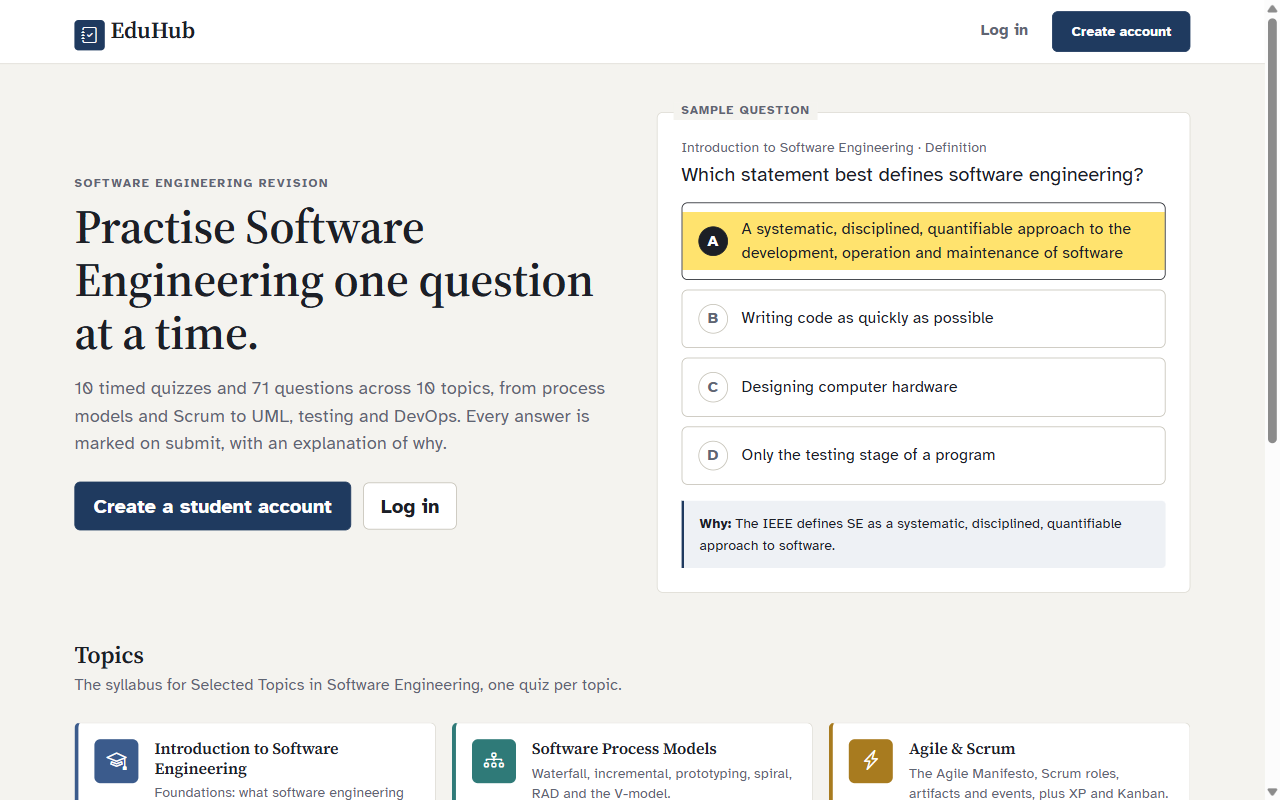 EduHub
Log in
Create account
SOFTWARE ENGINEERING REVISION
Practise Software
Engineering one question
at a time.
10 timed quizzes and 71 questions across 10 topics, from process
models and Scrum to UML, testing and DevOps. Every answer is
marked on submit, with an explanation of why.
Create a student account
Log in
SAMPLE QUESTION
Introduction to Software Engineering · Definition
Which statement best defines software engineering?
A
A systematic, disciplined, quantifiable approach to the
development, operation and maintenance of software
B
Writing code as quickly as possible
C
Designing computer hardware
D
Only the testing stage of a program
Why: The IEEE defines SE as a systematic, disciplined, quantifiable
approach to software.
Topics
The syllabus for Selected Topics in Software Engineering, one quiz per topic.
Introduction to Software
Engineering
Foundations: what software engineering
Software Process Models
Waterfall, incremental, prototyping, spiral,
RAD and the V-model.
Agile & Scrum
The Agile Manifesto, Scrum roles,
artifacts and events, plus XP and Kanban.